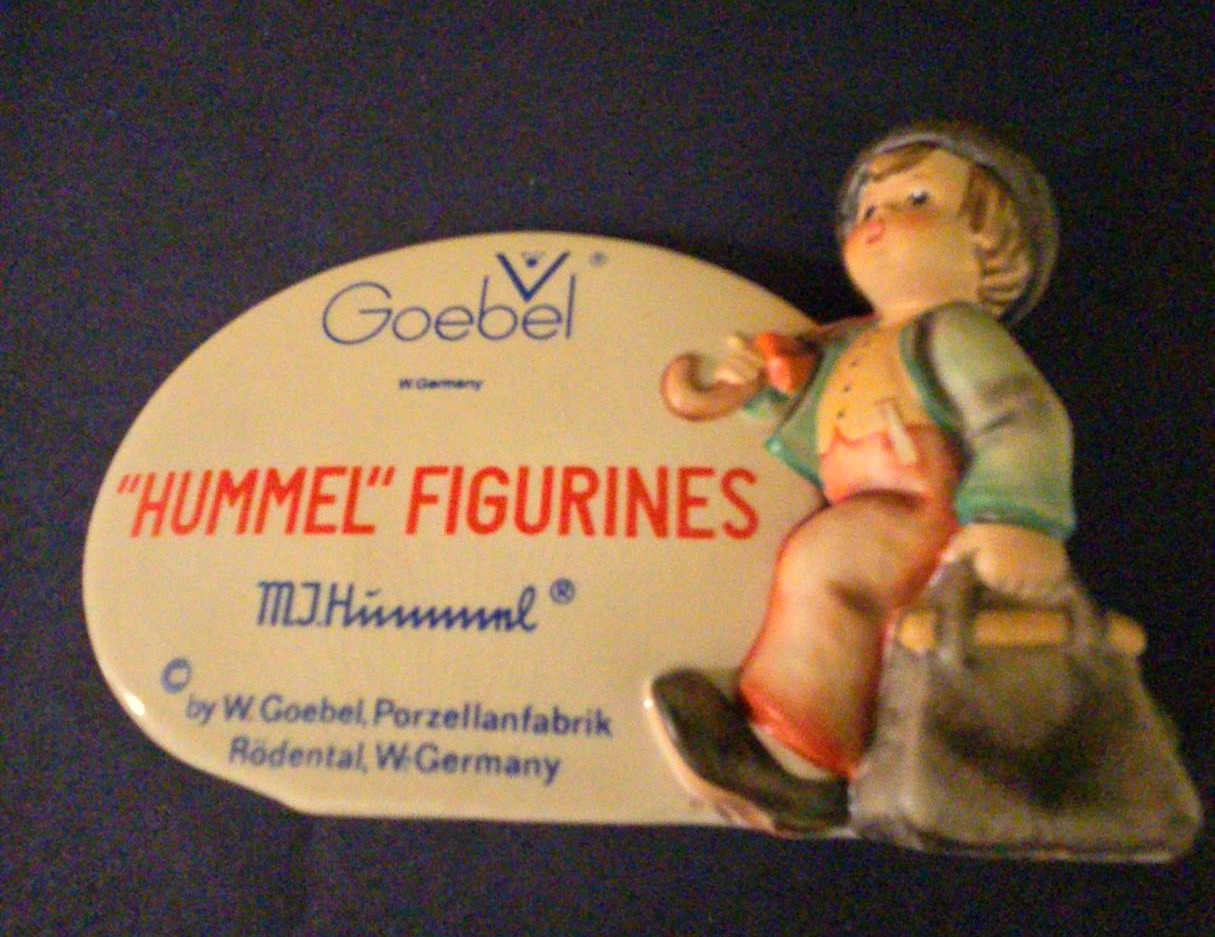 Goebel ®
W.Germany
"HUMMEL" FIGURINES
M.J.Hummel ®
©
by W. Goebel, Porzellanfabrik
Rödental, W.-Germany